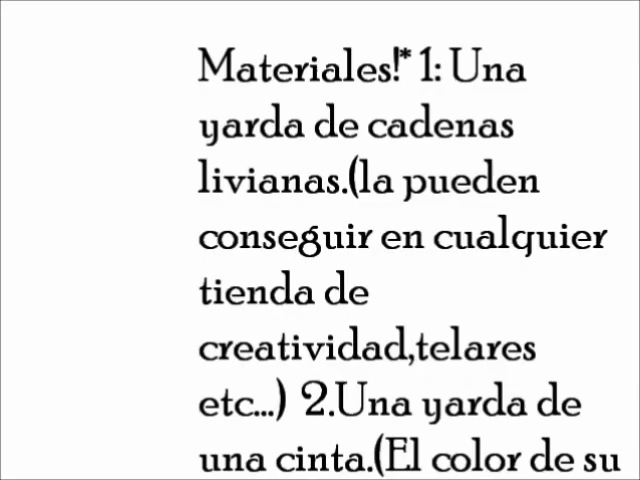 Materiales!* 1: Una
yarda de cadenas
livianas.(la pueden
conseguir en cualquier
tienda de
creatividad,telares
etc...) 2.Una yarda de
una cinta.(El color de su